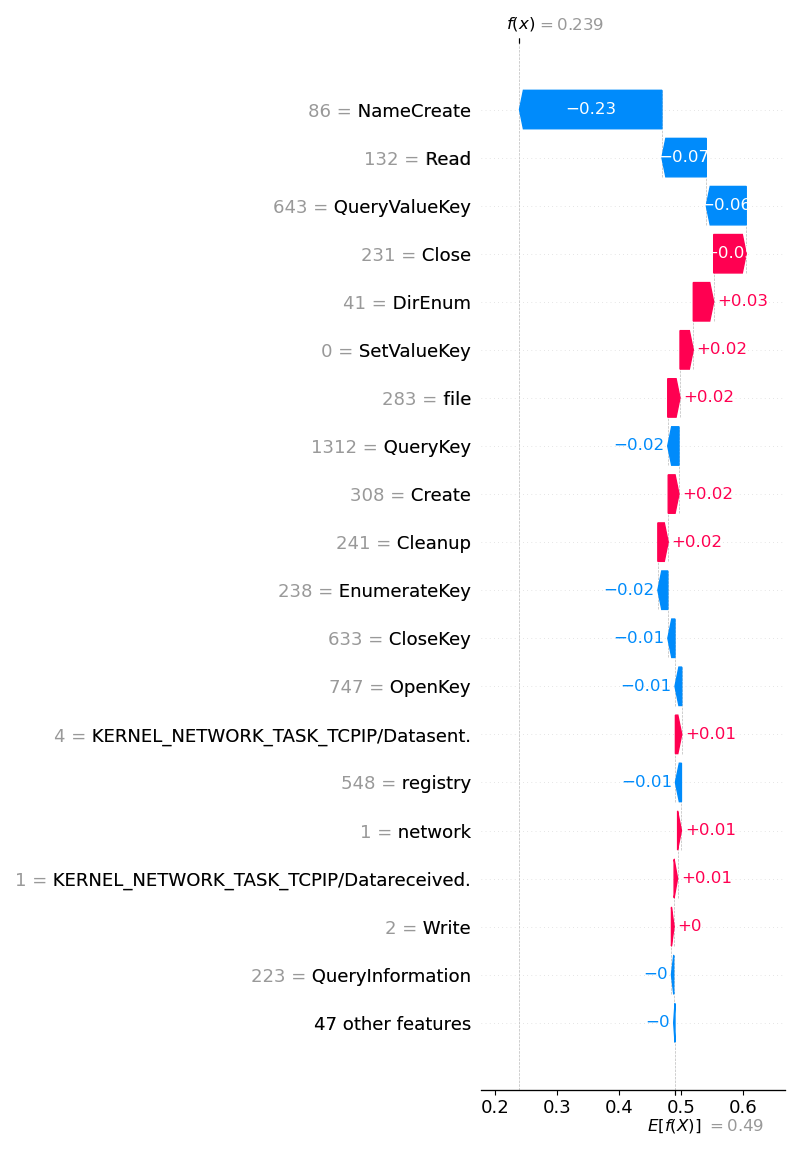 f(x) = 0.239
86 = NameCreate
−0.23
132 = Read
−0.07
643 = QueryValueKey
−0.06
231 = Close
41 = DirEnum
+0.03
0 = SetValueKey
+0.02
283 = file
+0.02
1312 = QueryKey
−0.02
308 = Create
+0.02
241 = Cleanup
+0.02
238 = EnumerateKey
−0.02
633 = CloseKey
−0.01
747 = OpenKey
−0.01
4 = KERNEL_NETWORK_TASK_TCPIP/Datasent.
+0.01
548 = registry
−0.01
1 = network
+0.01
1 = KERNEL_NETWORK_TASK_TCPIP/Datareceived.
+0.01
2 = Write
+0
223 = QueryInformation
−0
47 other features
−0
0.2 0.3 0.4 0.5 0.6
E[f(X)] = 0.49